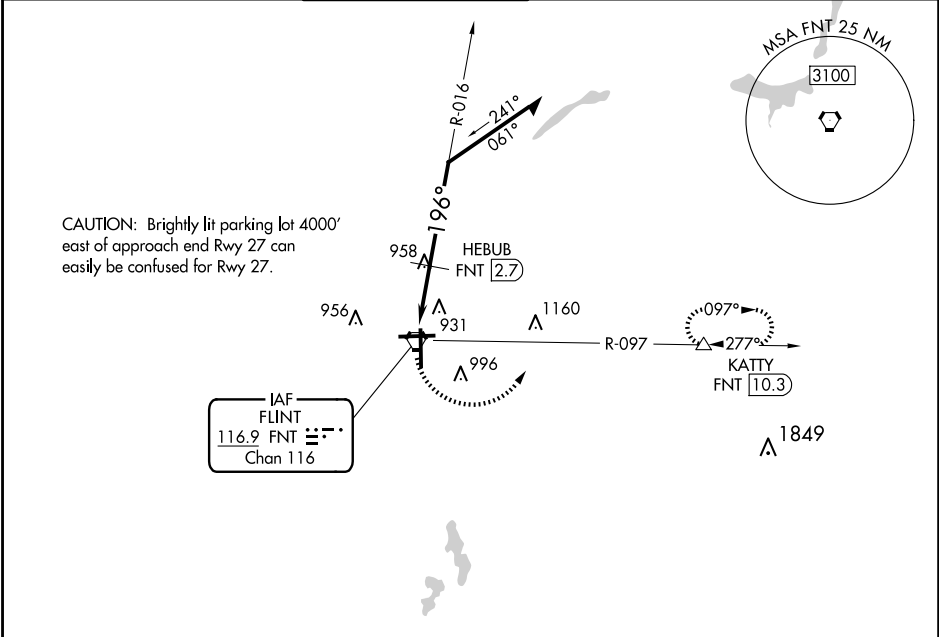 MSA FNT 25 NM
3100
R-016
241°
061°
196°
CAUTION: Brightly lit parking lot 4000'
east of approach end Rwy 27 can
easily be confused for Rwy 27.
958
HEBUB
FNT 2.7
956
931
1160
097°
R-097
277°
KATTY
FNT 10.3
996
IAF
FLINT
116.9 FNT
Chan 116
1849